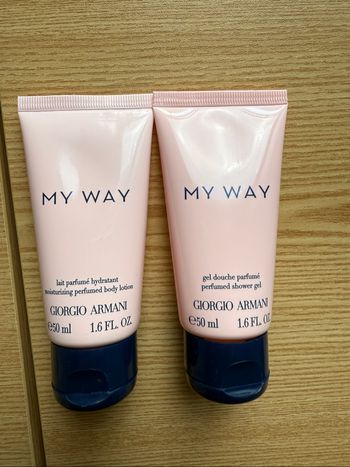 MY WAY
lait parfumé hydratant
moisturizing perfumed body lotion
GIORGIO ARMANI
℮50 ml 1.6 FL. OZ.
MY WAY
gel douche parfumé
perfumed shower gel
GIORGIO ARMANI
℮50 ml 1.6 FL. OZ.